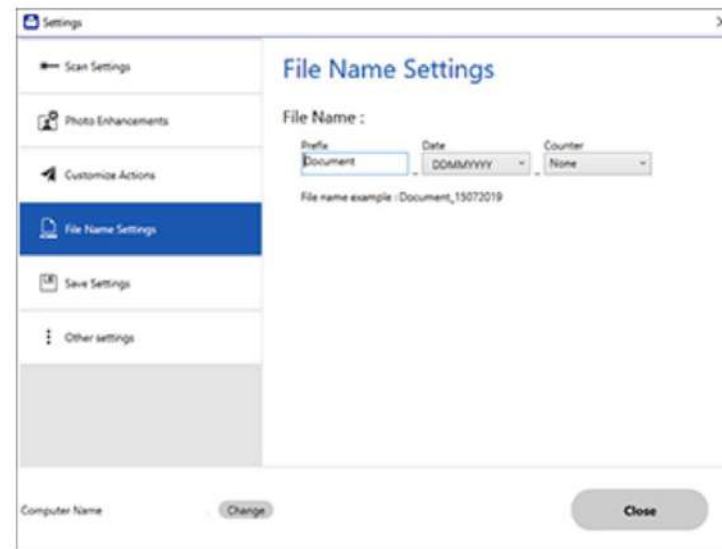 Settings
Scan Settings
Photo Enhancements
Customize Actions
File Name Settings
Save Settings
Other settings
File Name Settings
File Name :
Prefix Date Counter
Document _ DDMMYYYY _ None
File name example : Document_15072019
Computer Name Change
Close